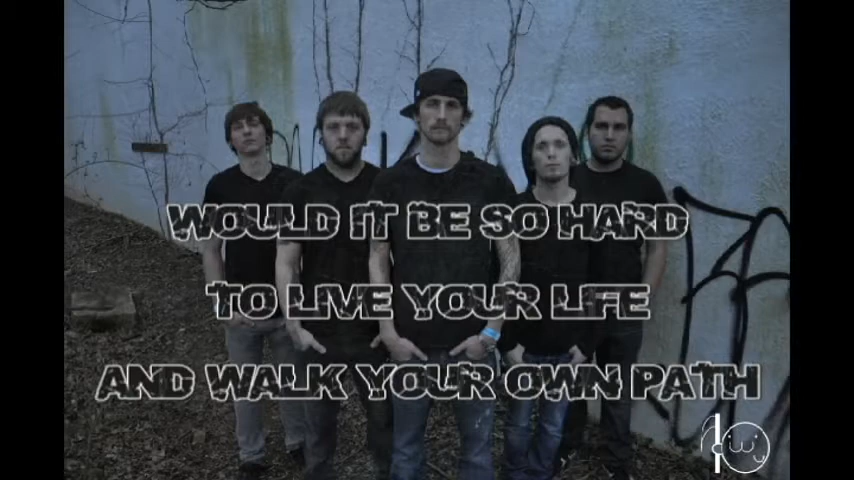 WOULD IT BE SO HARD
TO LIVE YOUR LIFE
AND WALK YOUR OWN PATH